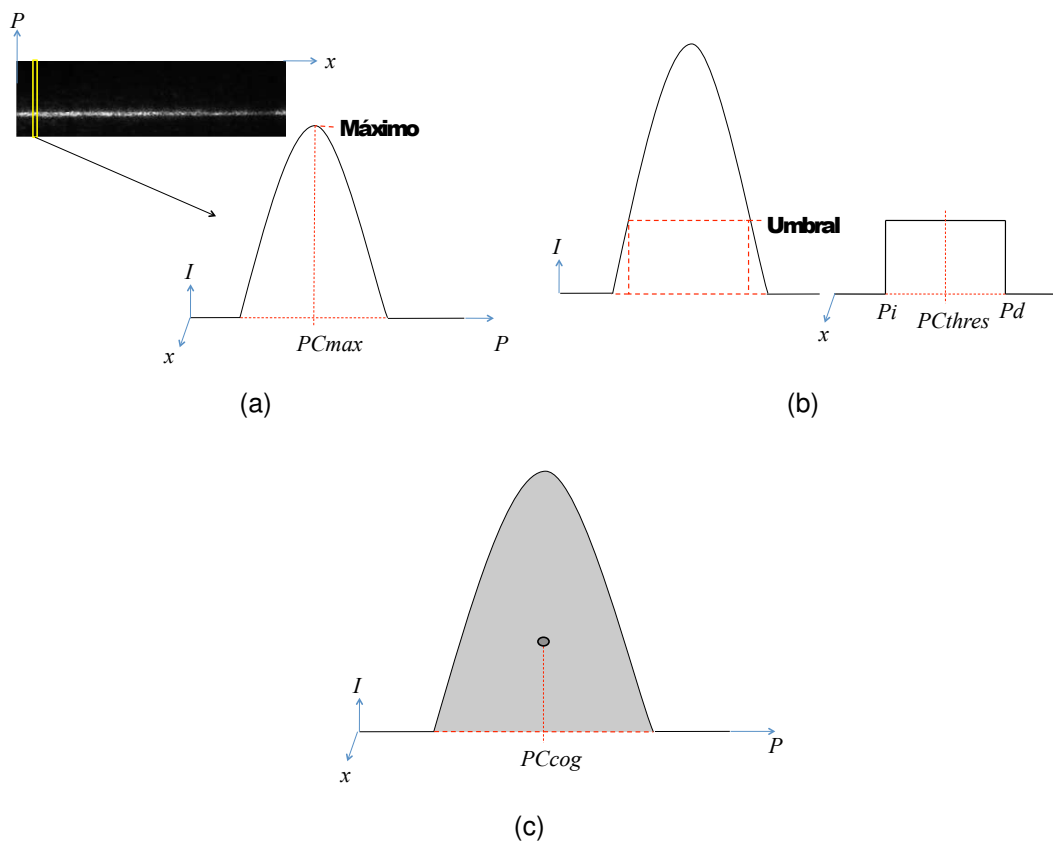 P
x
Máximo
I
x
PCmax
P
(a)
Umbral
I
x
Pi
PCthres
Pd
(b)
I
x
PCcog
P
(c)